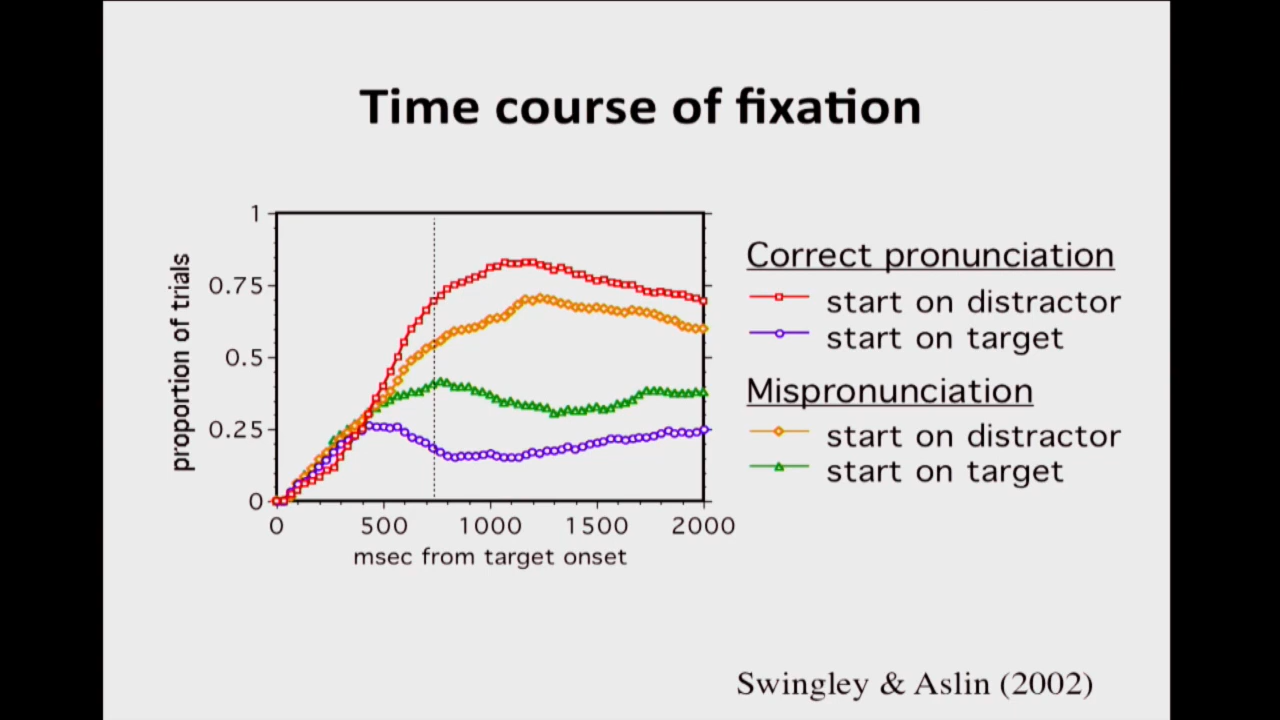 Time course of fixation
proportion of trials
1
0.75
0.5
0.25
0
0 500 1000 1500 2000
msec from target onset
Correct pronunciation
start on distractor
start on target
Mispronunciation
start on distractor
start on target
Swingley & Aslin (2002)